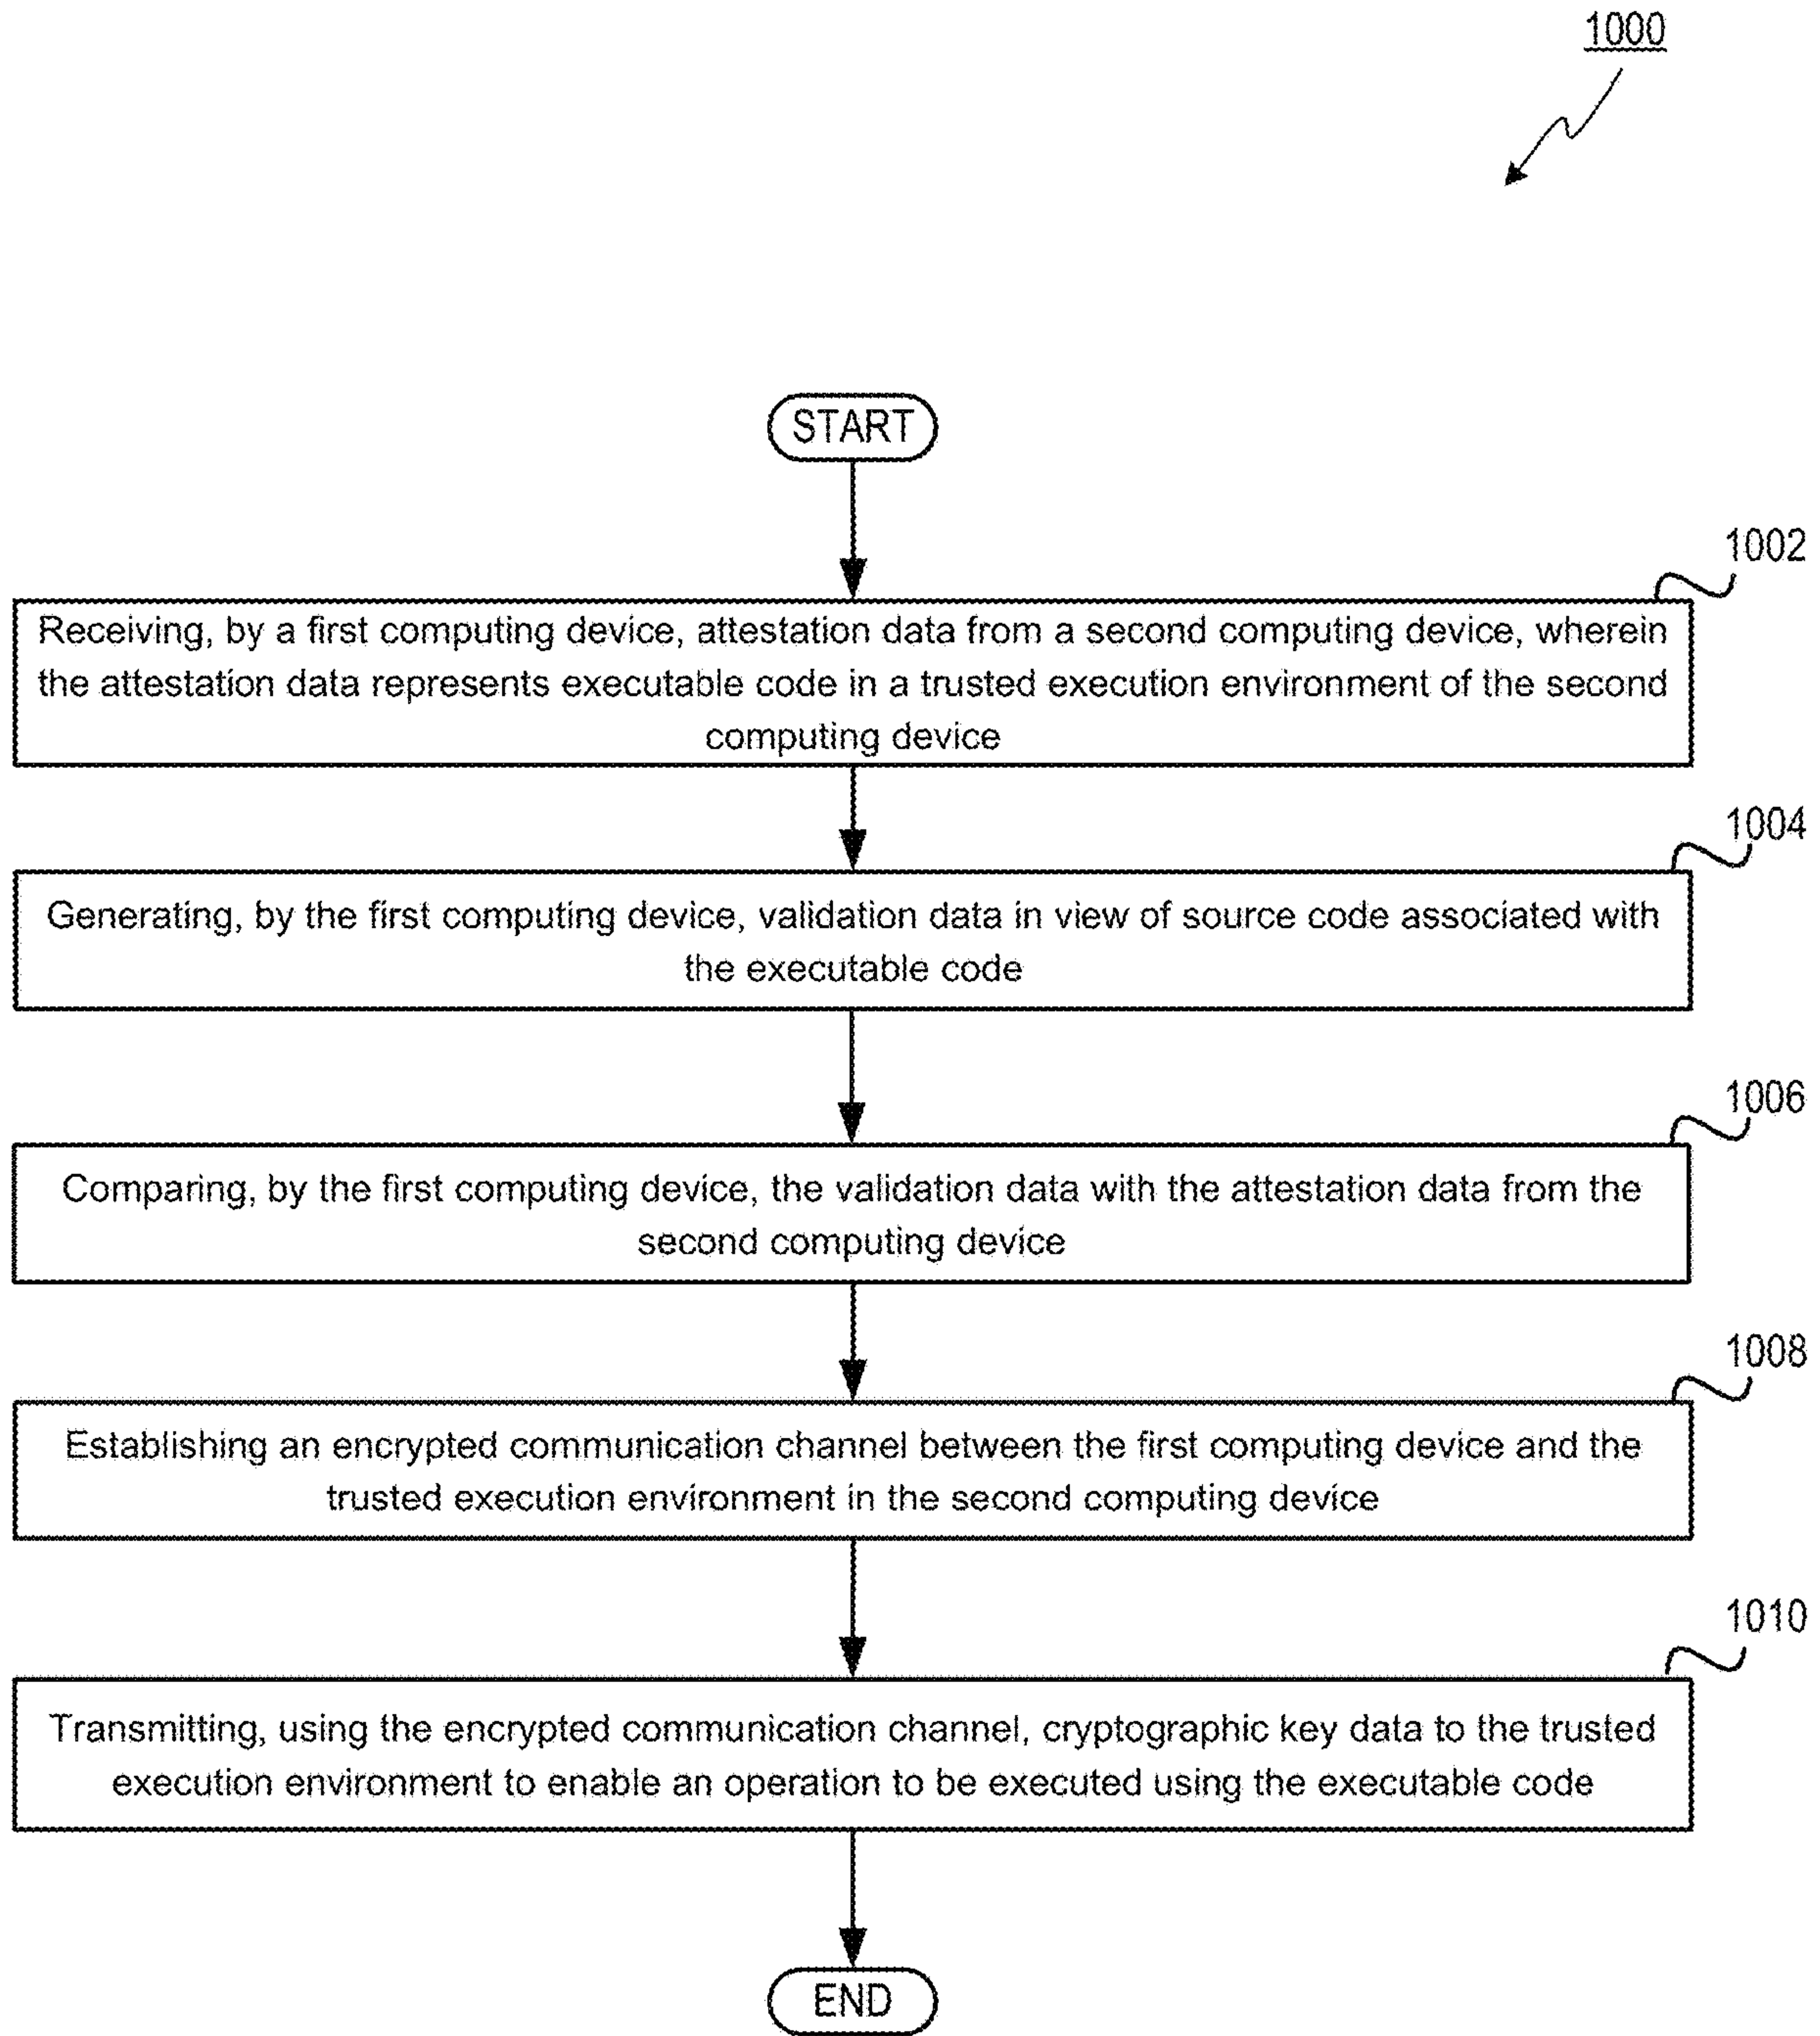 1000
START
1002
Receiving, by a first computing device, attestation data from a second computing device, wherein
the attestation data represents executable code in a trusted execution environment of the second
computing device
1004
Generating, by the first computing device, validation data in view of source code associated with
the executable code
1006
Comparing, by the first computing device, the validation data with the attestation data from the
second computing device
1008
Establishing an encrypted communication channel between the first computing device and the
trusted execution environment in the second computing device
1010
Transmitting, using the encrypted communication channel, cryptographic key data to the trusted
execution environment to enable an operation to be executed using the executable code
END